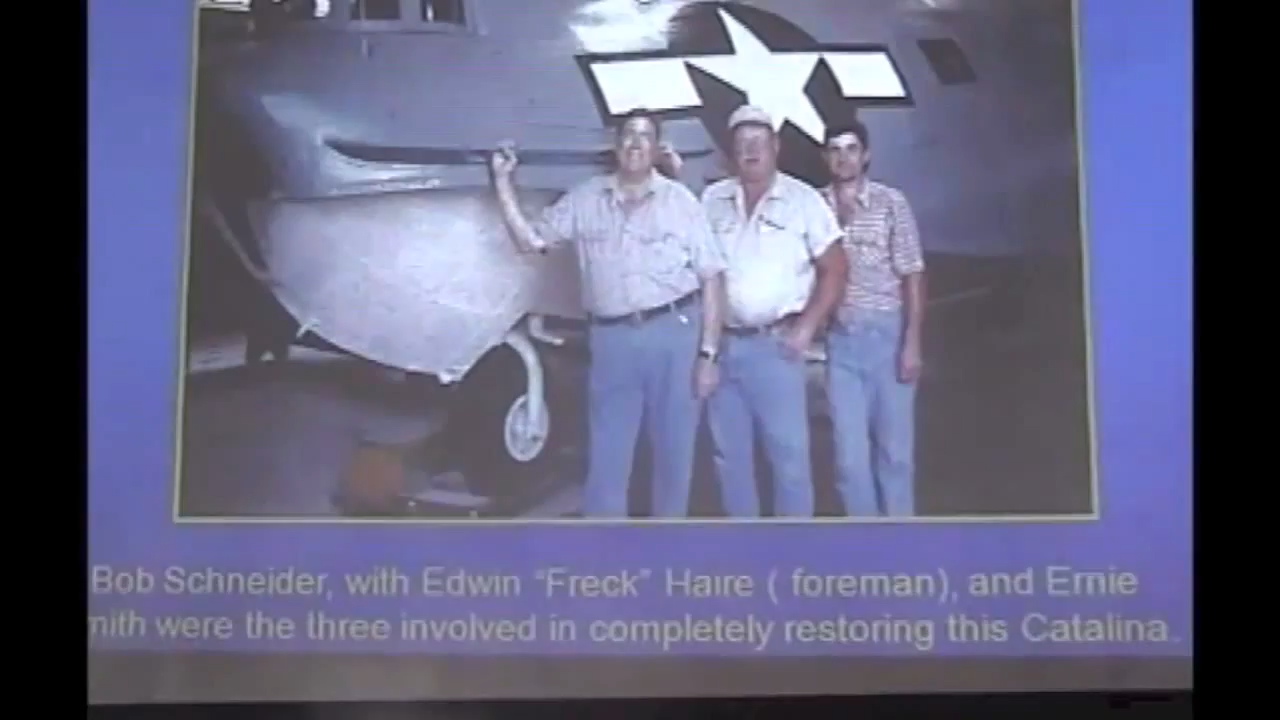 Bob Schneider, with Edwin “Freck” Haire ( foreman), and Ernie
mith were the three involved in completely restoring this Catalina.